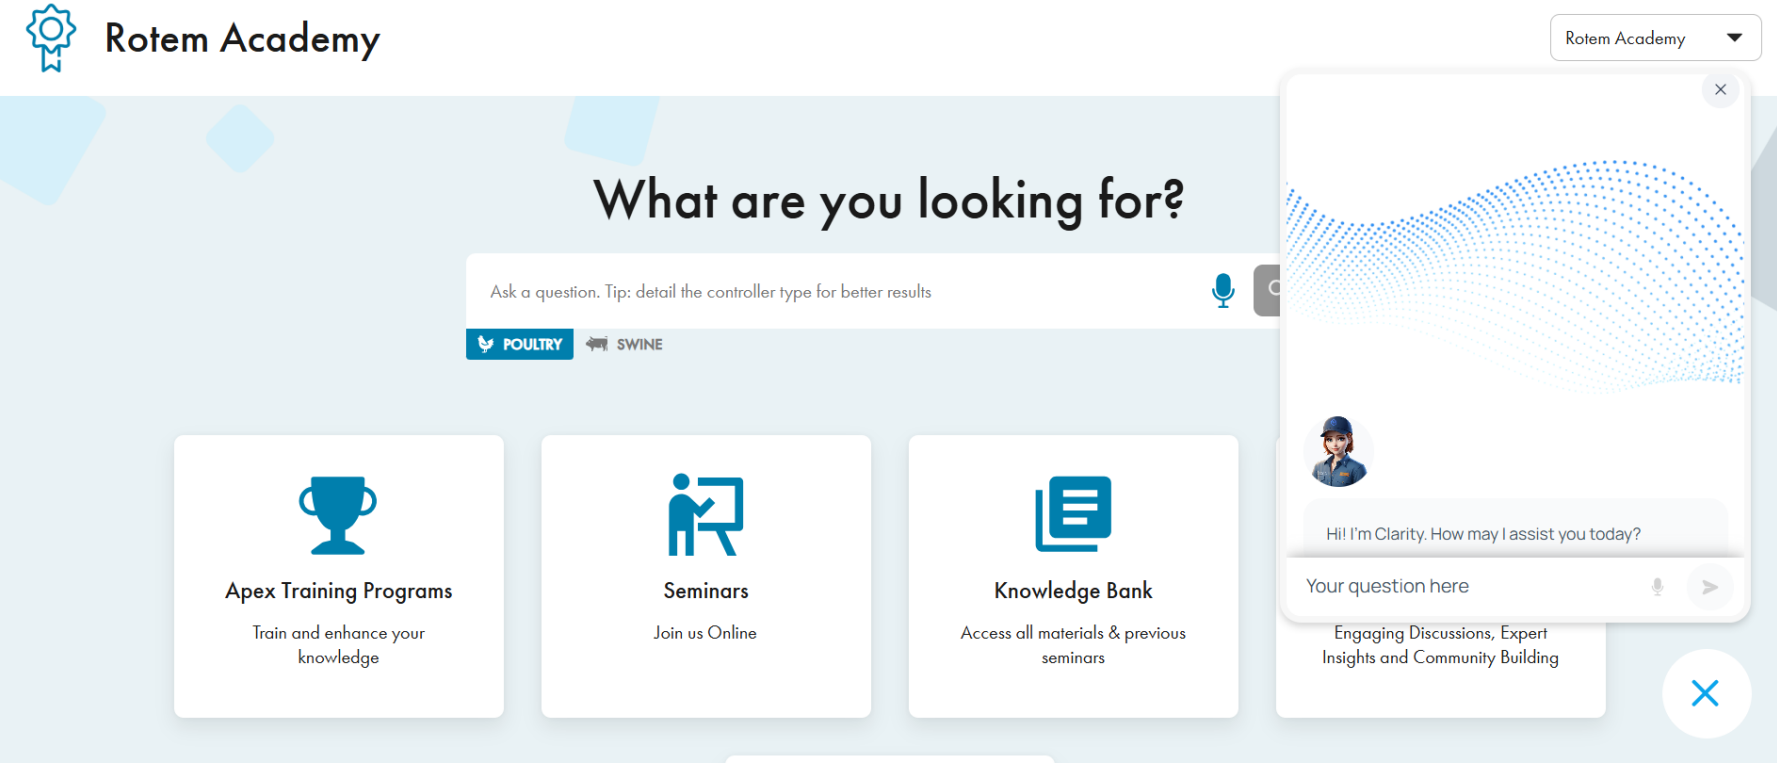 Rotem Academy
Rotem Academy
What are you looking for?
Ask a question. Tip: detail the controller type for better results
POULTRY
SWINE
Apex Training Programs
Train and enhance your
knowledge
Seminars
Join us Online
Knowledge Bank
Access all materials & previous
seminars
Engaging Discussions, Expert
Insights and Community Building
Hi! I'm Clarity. How may I assist you today?
Your question here